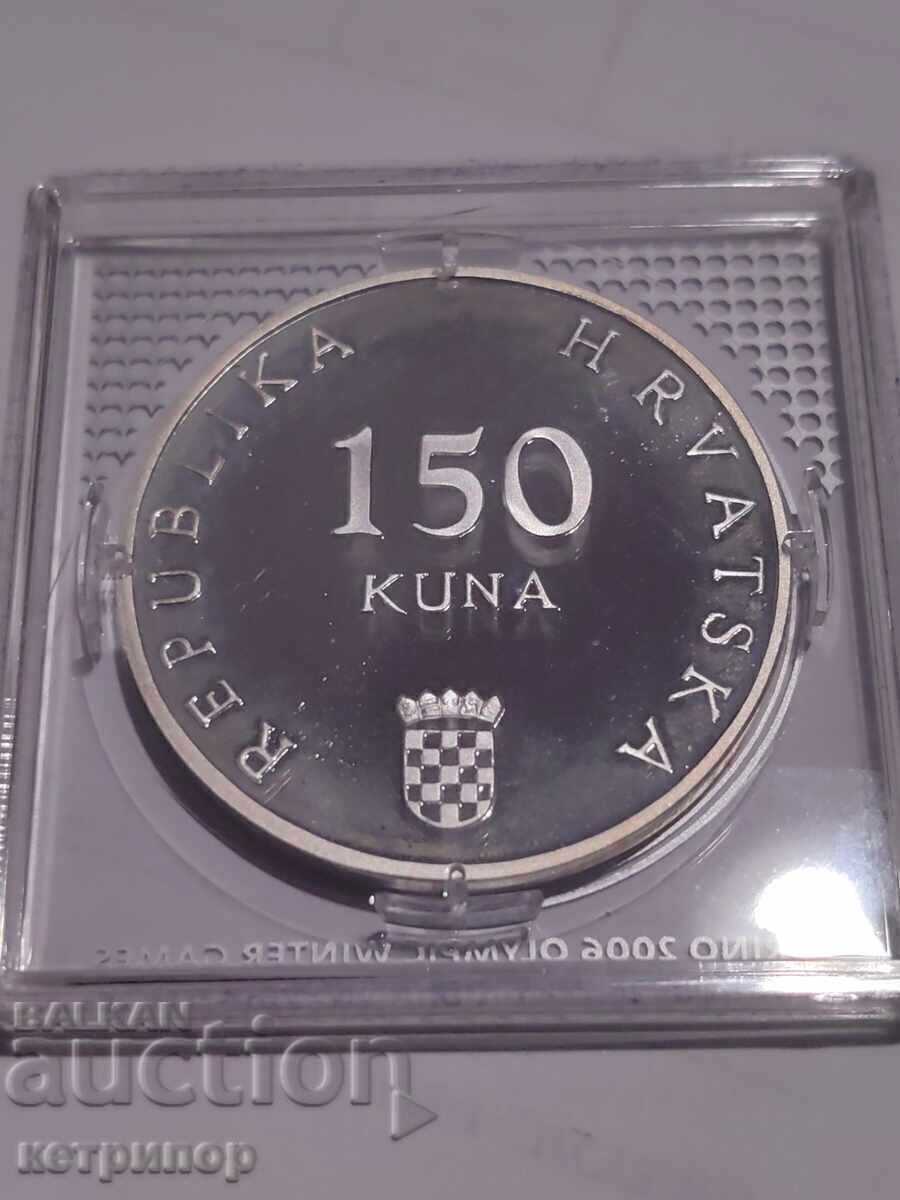 REPUBLIKA HRVATSKA
150
KUNA
INO 2006 OLYMPIC WINTER GAMES
BALKAN
auction
кетрипор